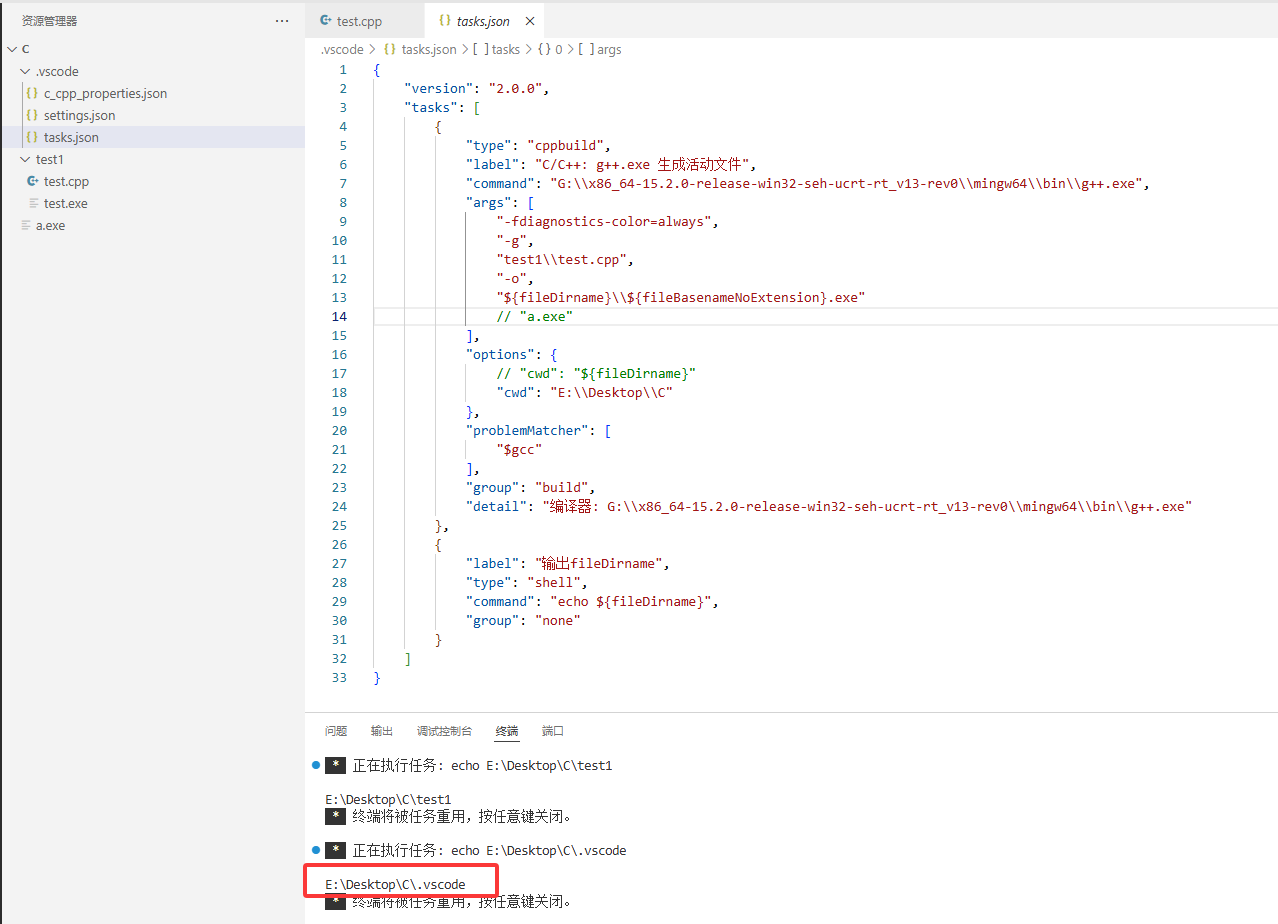 资源管理器 ···
C
.vscode
{} c_cpp_properties.json
{} settings.json
{} tasks.json
test1
test.cpp
test.exe
a.exe
test.cpp {} tasks.json ×
.vscode > {} tasks.json > [ ] tasks > {} 0 > [ ] args
1 {
2 "version": "2.0.0",
3 "tasks": [
4 {
5 "type": "cppbuild",
6 "label": "C/C++: g++.exe 生成活动文件",
7 "command": "G:\\x86_64-15.2.0-release-win32-seh-ucrt-rt_v13-rev0\\mingw64\\bin\\g++.exe",
8 "args": [
9 "-fdiagnostics-color=always",
10 "-g",
11 "test1\\test.cpp",
12 "-o",
13 "${fileDirname}\\${fileBasenameNoExtension}.exe"
14 // "a.exe"
15 ],
16 "options": {
17 // "cwd": "${fileDirname}"
18 "cwd": "E:\\Desktop\\C"
19 },
20 "problemMatcher": [
21 "$gcc"
22 ],
23 "group": "build",
24 "detail": "编译器: G:\\x86_64-15.2.0-release-win32-seh-ucrt-rt_v13-rev0\\mingw64\\bin\\g++.exe"
25 },
26 {
27 "label": "输出fileDirname",
28 "type": "shell",
29 "command": "echo ${fileDirname}",
30 "group": "none"
31 }
32 ]
33 }
问题 输出 调试控制台 终端 端口
* 正在执行任务: echo E:\Desktop\C\test1
E:\Desktop\C\test1
* 终端将被任务重用，按任意键关闭。
* 正在执行任务: echo E:\Desktop\C\.vscode
E:\Desktop\C\.vscode
* 终端将被任务重用，按任意键关闭。